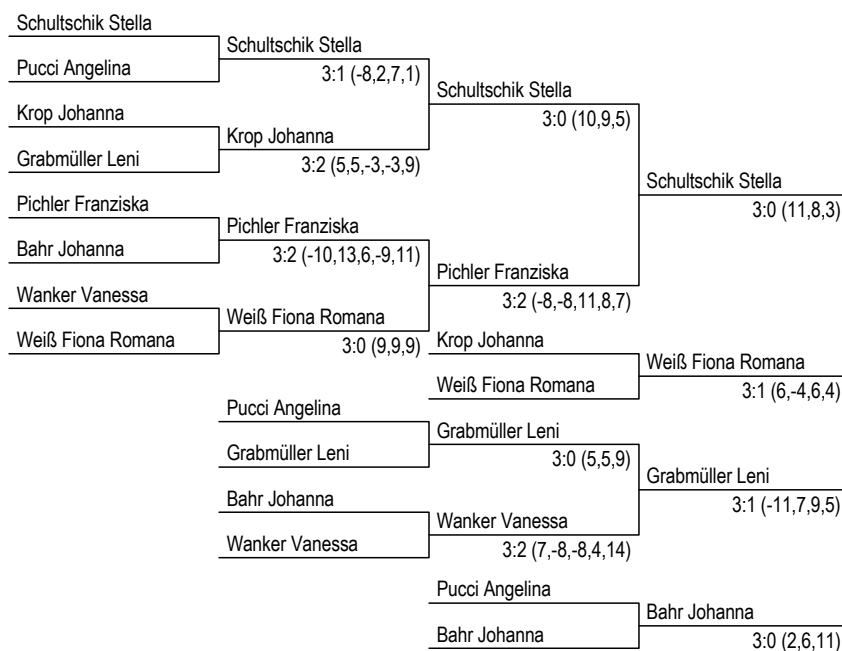 Schultschik Stella
Schultschik Stella
Pucci Angelina
3:1 (-8,2,7,1)
Schultschik Stella
Krop Johanna
3:0 (10,9,5)
Krop Johanna
Grabmüller Leni
3:2 (5,5,-3,-3,9)
Schultschik Stella
Pichler Franziska
3:0 (11,8,3)
Pichler Franziska
Bahr Johanna
3:2 (-10,13,6,-9,11)
Pichler Franziska
Wanker Vanessa
3:2 (-8,-8,11,8,7)
Weiß Fiona Romana
Weiß Fiona Romana
3:0 (9,9,9)
Krop Johanna
Weiß Fiona Romana
Weiß Fiona Romana
3:1 (6,-4,6,4)
Pucci Angelina
Grabmüller Leni
Grabmüller Leni
3:0 (5,5,9)
Grabmüller Leni
Bahr Johanna
3:1 (-11,7,9,5)
Wanker Vanessa
Wanker Vanessa
3:2 (7,-8,-8,4,14)
Pucci Angelina
Bahr Johanna
Bahr Johanna
3:0 (2,6,11)